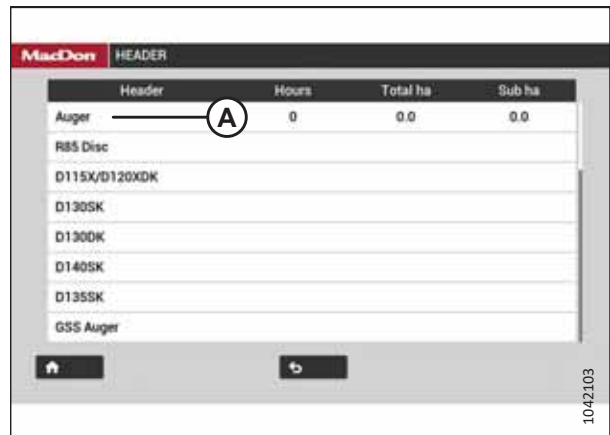 MacDon HEADER
Header Hours Total ha Sub ha
Auger A 0 0.0 0.0
R85 Disc
D115X/D120XDK
D130SK
D130DK
D140SK
D135SK
GSS Auger
1042103